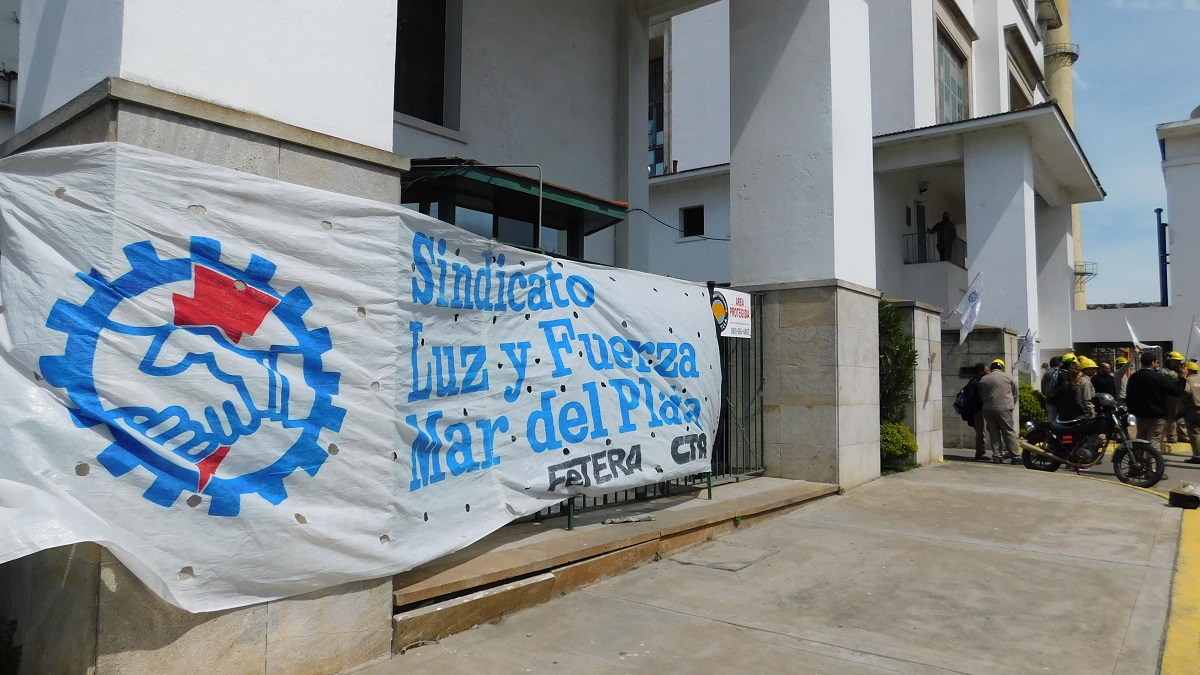 Sindicato
Luz y Fuerza
Mar del Plata
FeTERA CTA
AREA
PROTEGIDA